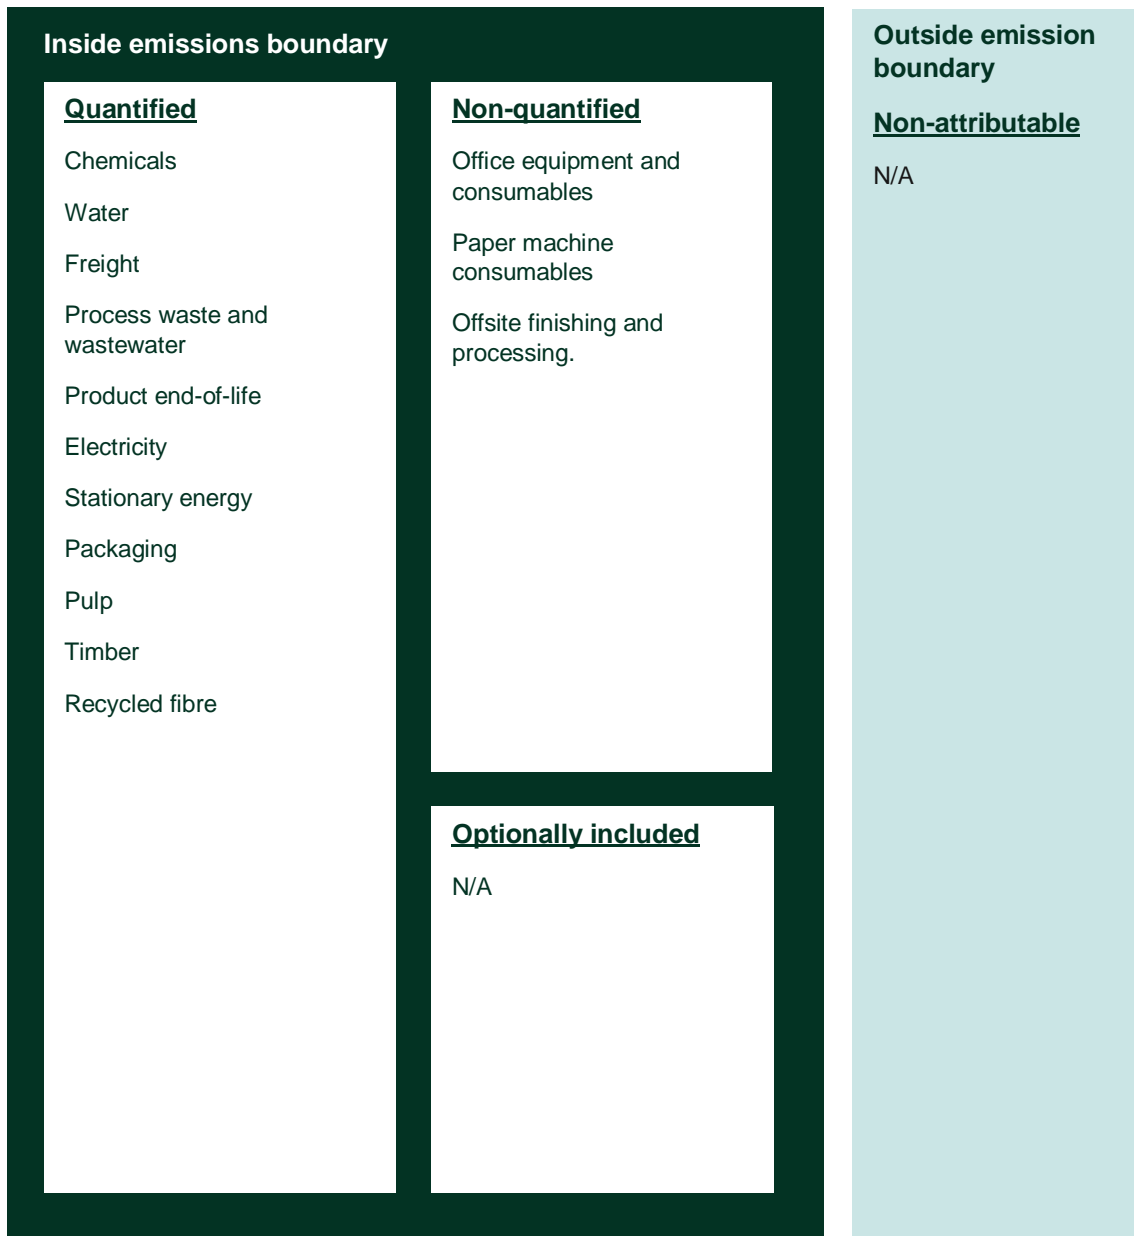 Inside emissions boundary
Quantified
Chemicals
Water
Freight
Process waste and
wastewater
Product end-of-life
Electricity
Stationary energy
Packaging
Pulp
Timber
Recycled fibre
Non-quantified
Office equipment and
consumables
Paper machine
consumables
Offsite finishing and
processing.
Optionally included
N/A
Outside emission
boundary
Non-attributable
N/A